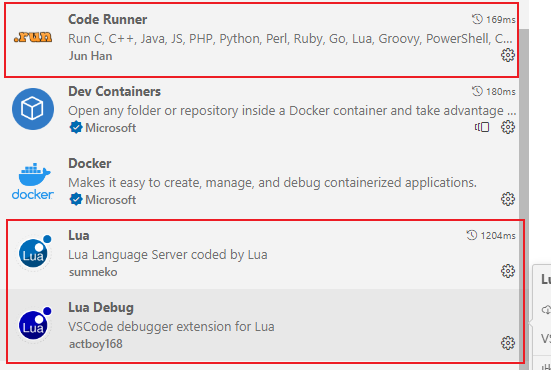 Code Runner 169ms
.run
Run C, C++, Java, JS, PHP, Python, Perl, Ruby, Go, Lua, Groovy, PowerShell, C...
Jun Han
Dev Containers 180ms
Open any folder or repository inside a Docker container and take advantage ...
Microsoft
Docker
docker
Makes it easy to create, manage, and debug containerized applications.
Microsoft
Lua 1204ms
Lua
Lua Language Server coded by Lua
sumneko
Lua Debug
Lua
VSCode debugger extension for Lua
actboy168